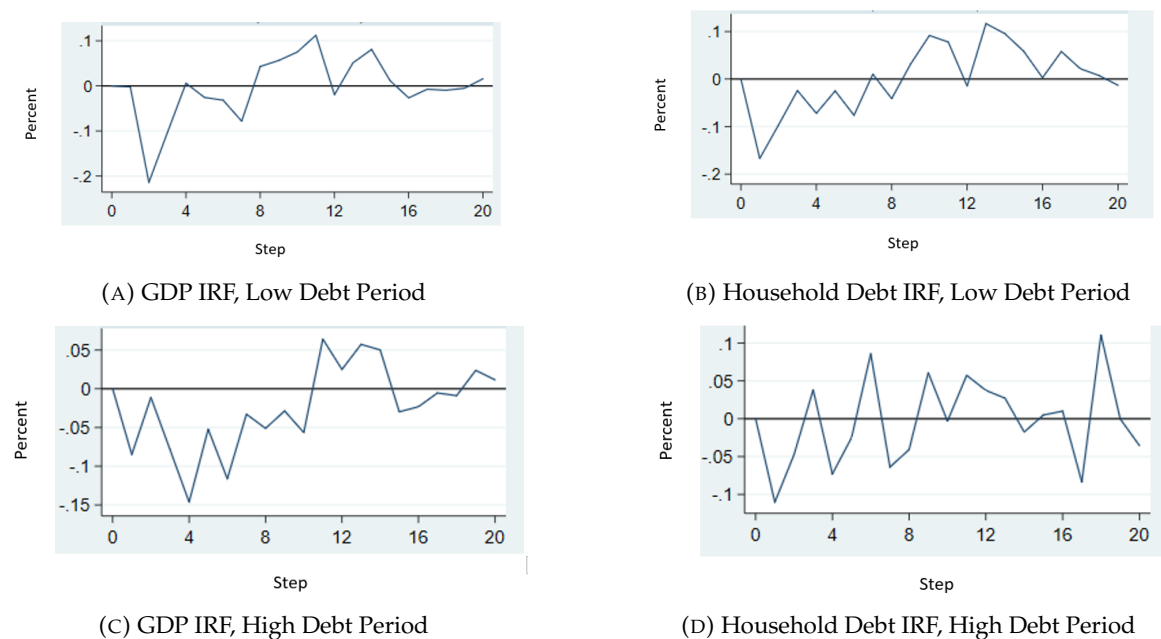 .1
0
-.1
-.2
Percent
0 4 8 12 16 20
Step
(A) GDP IRF, Low Debt Period
.1
0
-.1
-.2
Percent
0 4 8 12 16 20
Step
(B) Household Debt IRF, Low Debt Period
.05
0
-.05
-.1
-.15
Percent
0 4 8 12 16 20
Step
(C) GDP IRF, High Debt Period
.1
.05
0
-.05
-.1
Percent
0 4 8 12 16 20
Step
(D) Household Debt IRF, High Debt Period